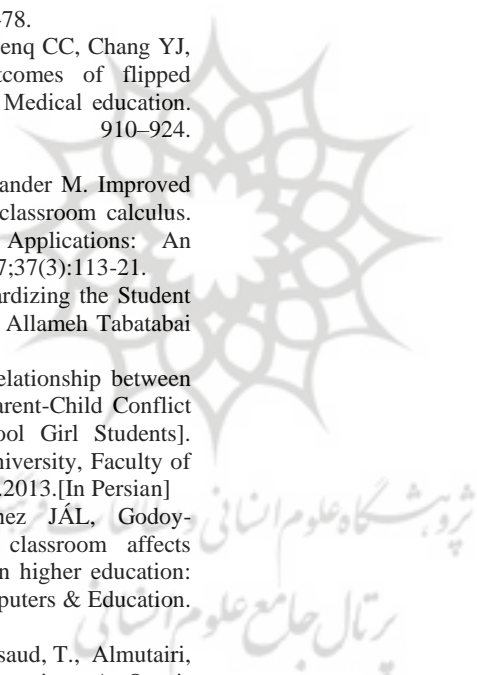 78.
enq CC, Chang YJ,
tcomes of flipped
Medical education.
910–924.
ander M. Improved
classroom calculus.
Applications: An
7;37(3):113-21.
ardizing the Student
Allameh Tabatabai
elationship between
arent-Child Conflict
ool Girl Students].
niversity, Faculty of
.2013.[In Persian]
nez JÁL, Godoy-
classroom affects
n higher education:
puters & Education.
saud, T., Almutairi,
پژوهشگاه علوم انسانی و مطالعات
پرتال جامع علوم انسانی